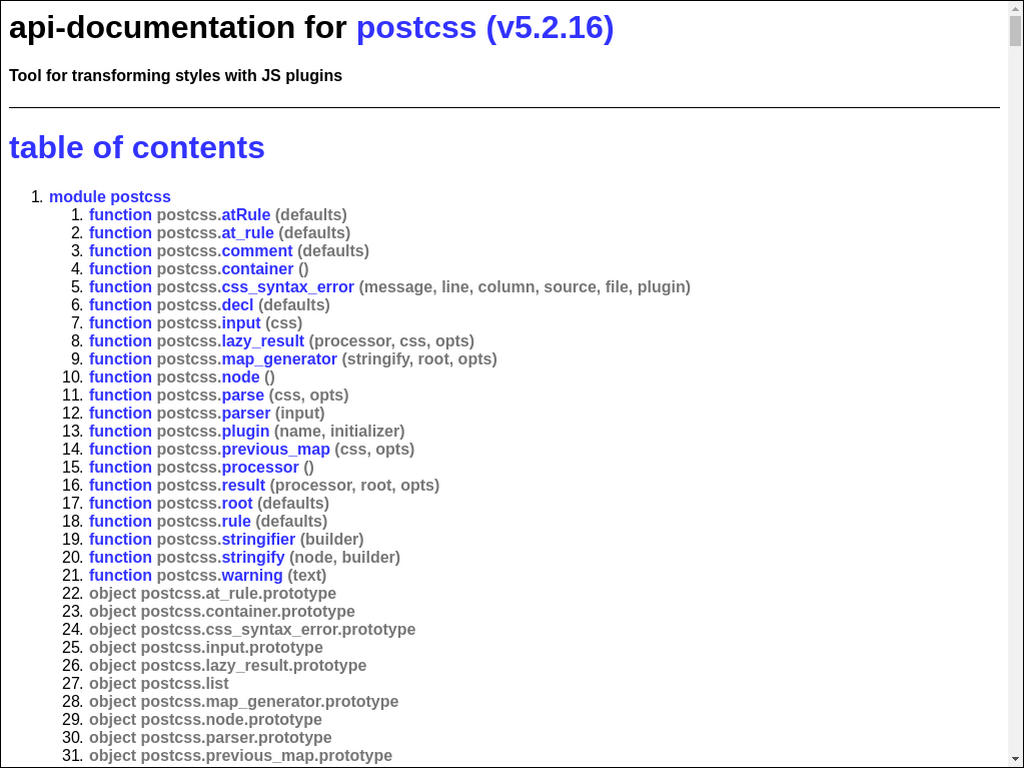 api-documentation for postcss (v5.2.16)
Tool for transforming styles with JS plugins
table of contents
1. module postcss
1. function postcss.atRule (defaults)
2. function postcss.at_rule (defaults)
3. function postcss.comment (defaults)
4. function postcss.container ()
5. function postcss.css_syntax_error (message, line, column, source, file, plugin)
6. function postcss.decl (defaults)
7. function postcss.input (css)
8. function postcss.lazy_result (processor, css, opts)
9. function postcss.map_generator (stringify, root, opts)
10. function postcss.node ()
11. function postcss.parse (css, opts)
12. function postcss.parser (input)
13. function postcss.plugin (name, initializer)
14. function postcss.previous_map (css, opts)
15. function postcss.processor ()
16. function postcss.result (processor, root, opts)
17. function postcss.root (defaults)
18. function postcss.rule (defaults)
19. function postcss.stringifier (builder)
20. function postcss.stringify (node, builder)
21. function postcss.warning (text)
22. object postcss.at_rule.prototype
23. object postcss.container.prototype
24. object postcss.css_syntax_error.prototype
25. object postcss.input.prototype
26. object postcss.lazy_result.prototype
27. object postcss.list
28. object postcss.map_generator.prototype
29. object postcss.node.prototype
30. object postcss.parser.prototype
31. object postcss.previous_map.prototype